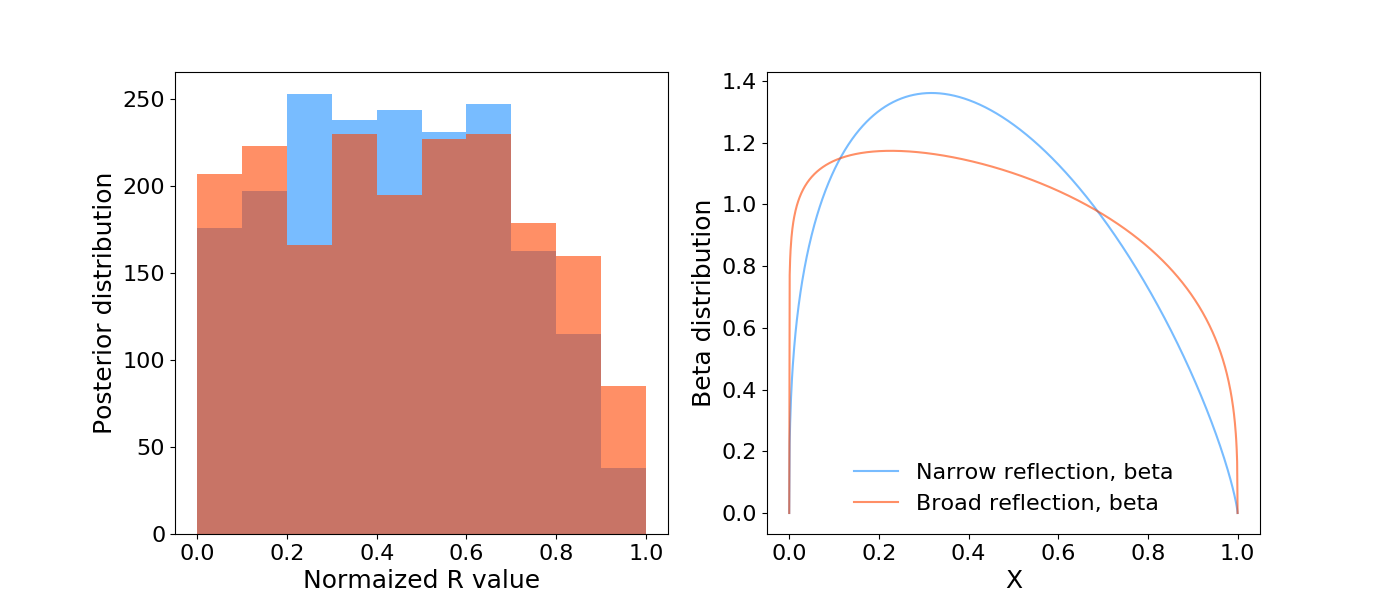 Posterior distribution
250
200
150
100
50
0
0.0 0.2 0.4 0.6 0.8 1.0
Normaized R value
Beta distribution
1.4
1.2
1.0
0.8
0.6
0.4
0.2
0.0
Narrow reflection, beta
Broad reflection, beta
0.0 0.2 0.4 0.6 0.8 1.0
X